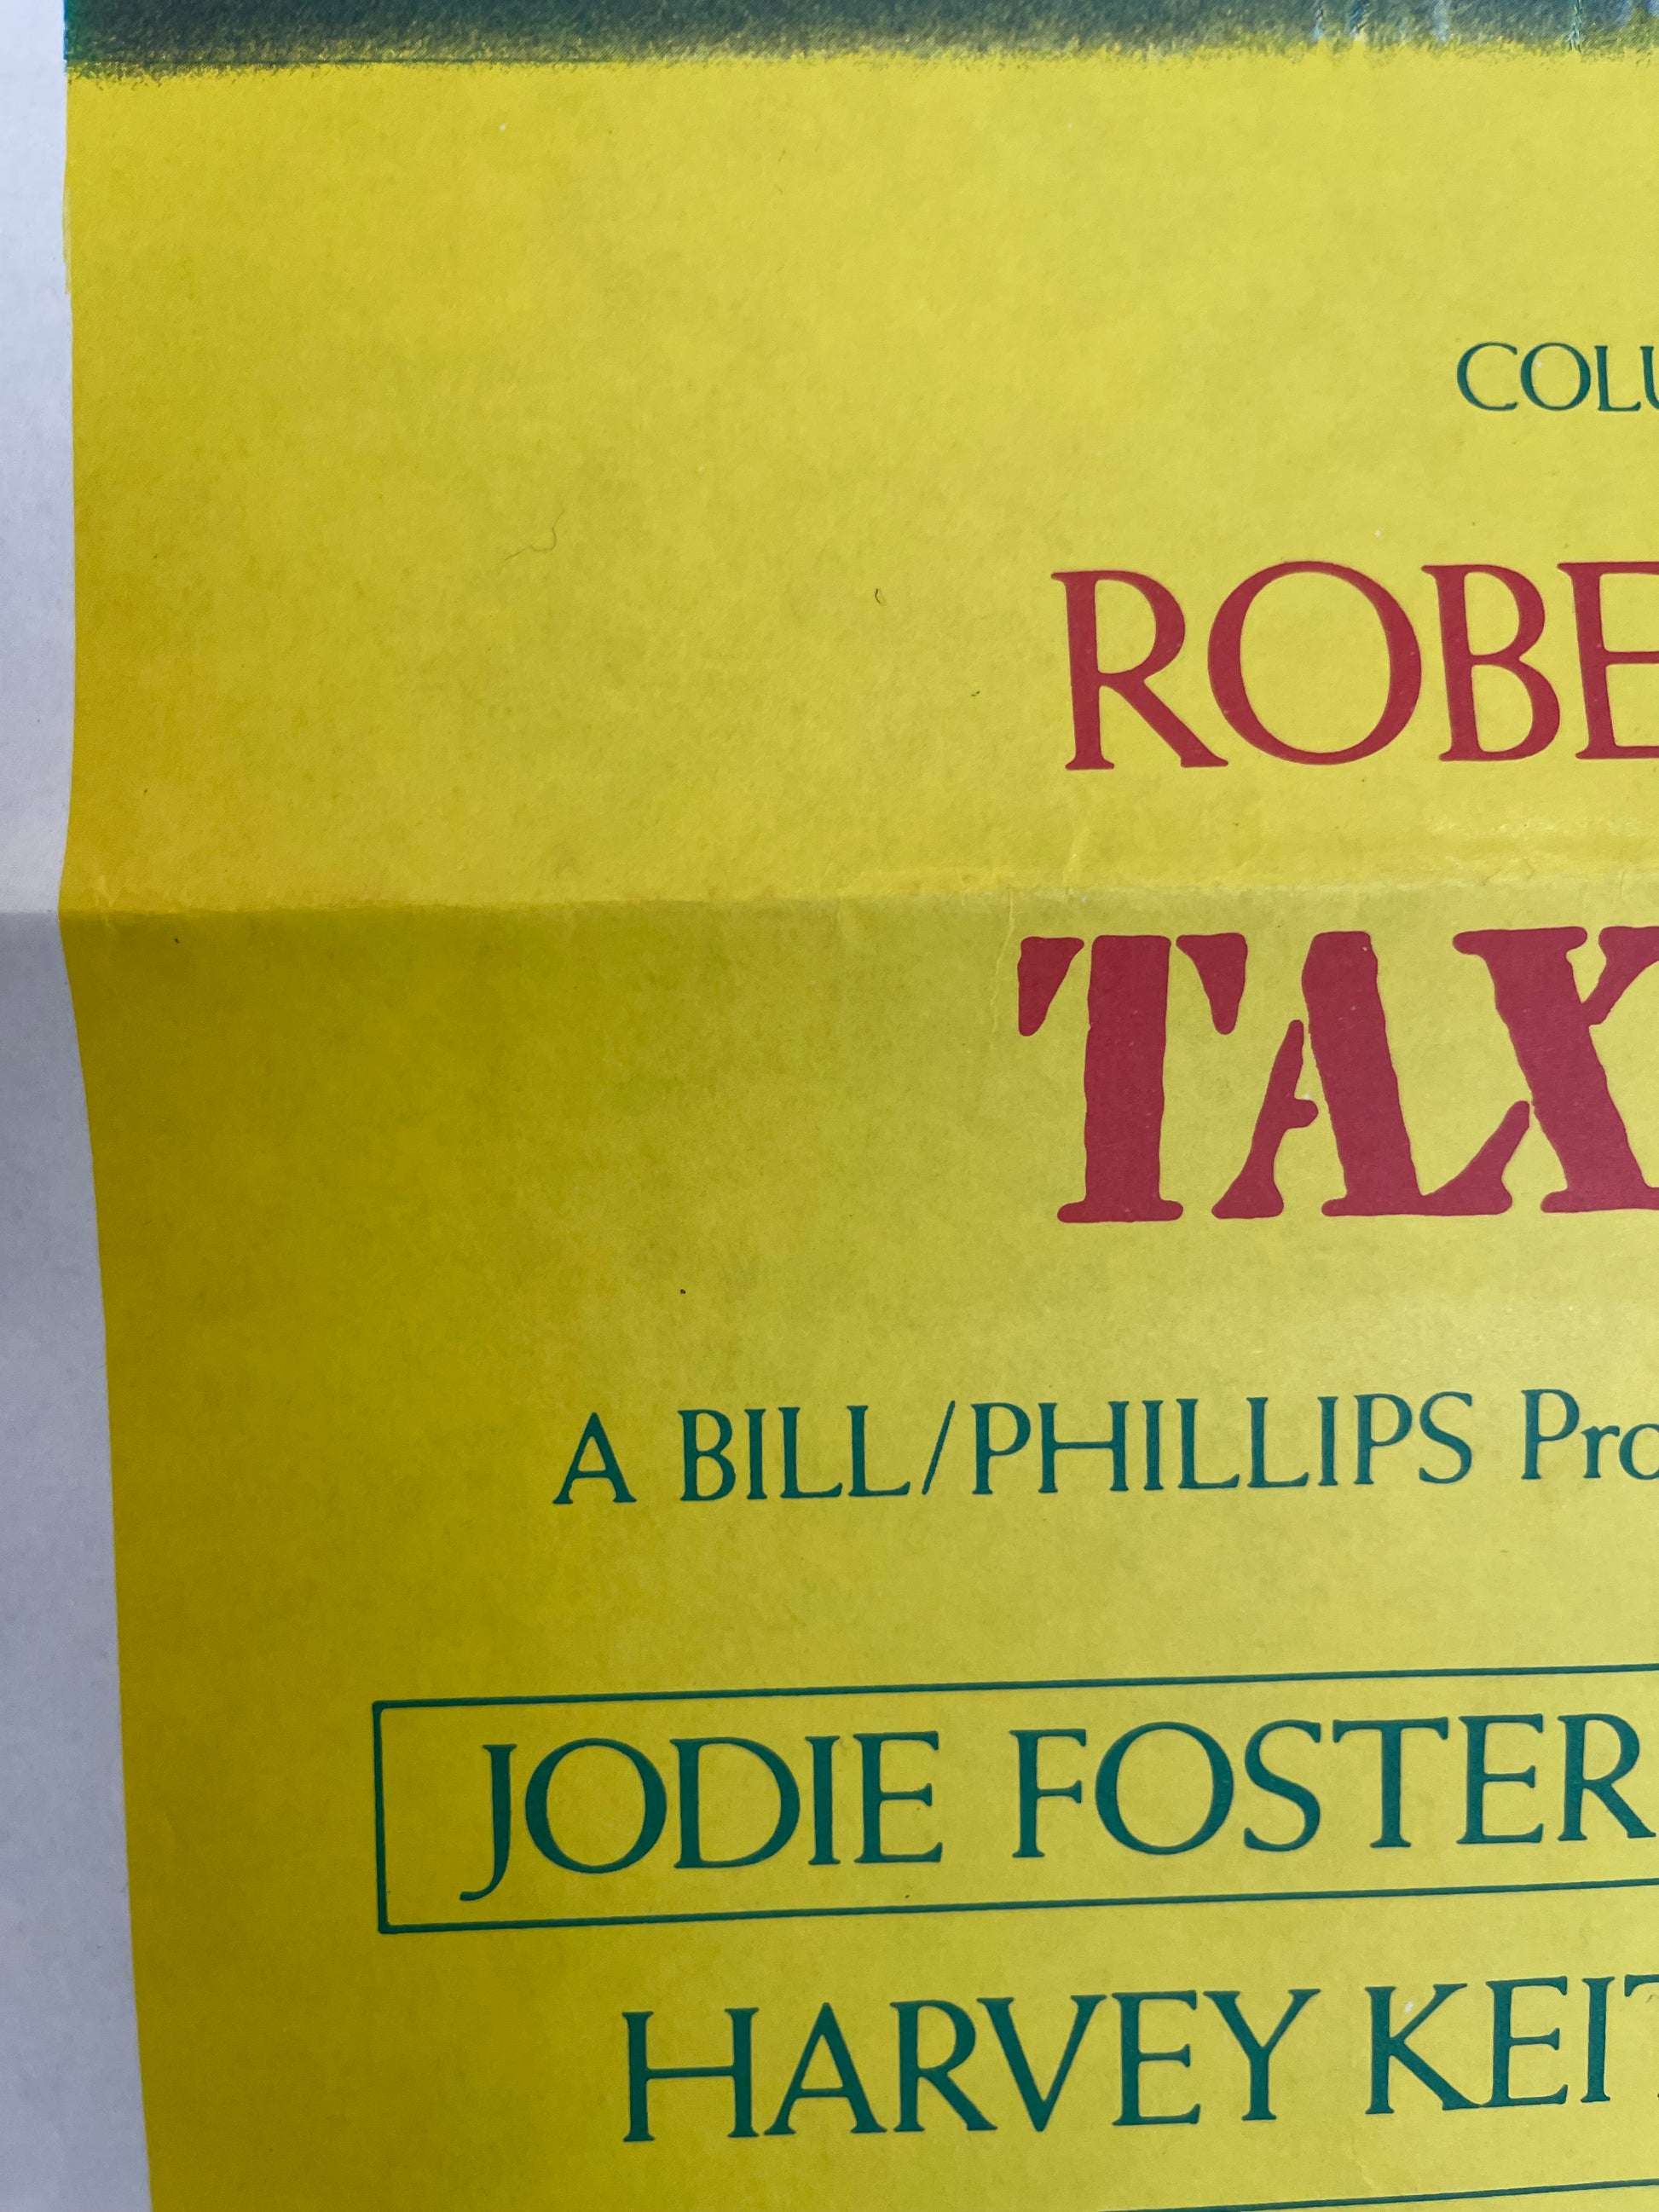 COLU
ROBE
TAX
A BILL/PHILLIPS Pro
JODIE FOSTER
HARVEY KEIT